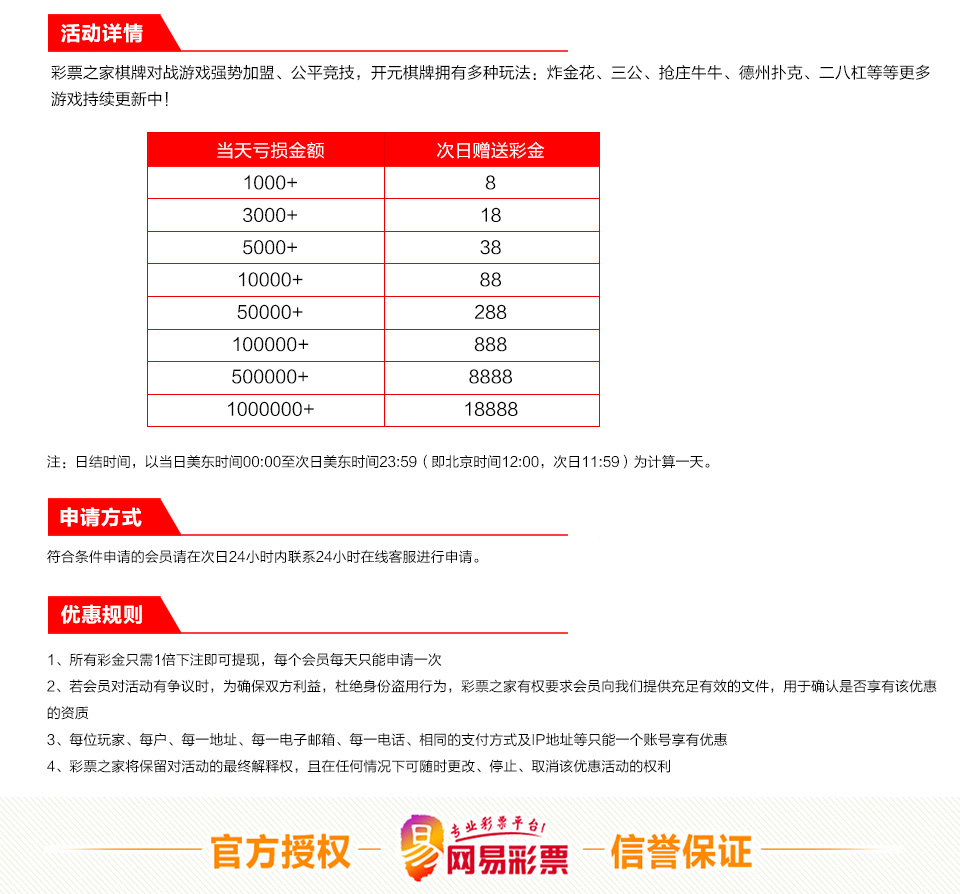 活动详情
彩票之家棋牌对战游戏强势加盟、公平竞技，开元棋牌拥有多种玩法：炸金花、三公、抢庄牛牛、德州扑克、二八杠等等更多
游戏持续更新中！
当天亏损金额 次日赠送彩金
1000+ 8
3000+ 18
5000+ 38
10000+ 88
50000+ 288
100000+ 888
500000+ 8888
1000000+ 18888
注：日结时间，以当日美东时间00:00至次日美东时间23:59（即北京时间12:00，次日11:59）为计算一天。
申请方式
符合条件申请的会员请在次日24小时内联系24小时在线客服进行申请。
优惠规则
1、所有彩金只需1倍下注即可提现，每个会员每天只能申请一次
2、若会员对活动有争议时，为确保双方利益，杜绝身份盗用行为，彩票之家有权要求会员向我们提供充足有效的文件，用于确认是否享有该优惠
的资质
3、每位玩家、每户、每一地址、每一电子邮箱、每一电话、相同的支付方式及IP地址等只能一个账号享有优惠
4、彩票之家将保留对活动的最终解释权，且在任何情况下可随时更改、停止、取消该优惠活动的权利
官方授权 易 专业彩票平台! 网易彩票 信誉保证